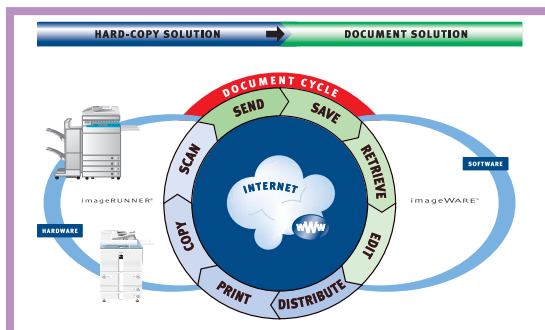 HARD-COPY SOLUTION
DOCUMENT SOLUTION
DOCUMENT CYCLE
SEND
SAVE
RETRIEVE
EDIT
DISTRIBUTE
PRINT
COPY
SCAN
INTERNET
WWW
imageRUNNER®
HARDWARE
SOFTWARE
imageWARE™